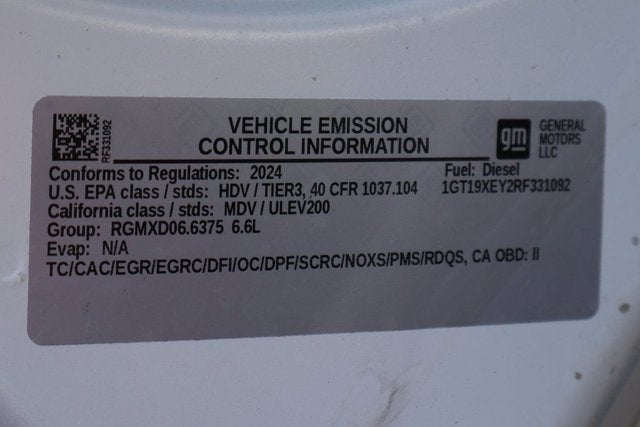 RF331092
VEHICLE EMISSION
CONTROL INFORMATION
gm
GENERAL
MOTORS
LLC
Conforms to Regulations: 2024
Fuel: Diesel
U.S. EPA class / stds: HDV / TIER3, 40 CFR 1037.104
1GT19XEY2RF331092
California class / stds: MDV / ULEV200
Group: RGMXD06.6375 6.6L
Evap: N/A
TC/CAC/EGR/EGRC/DFI/OC/DPF/SCRC/NOXS/PMS/RDQS, CA OBD: II